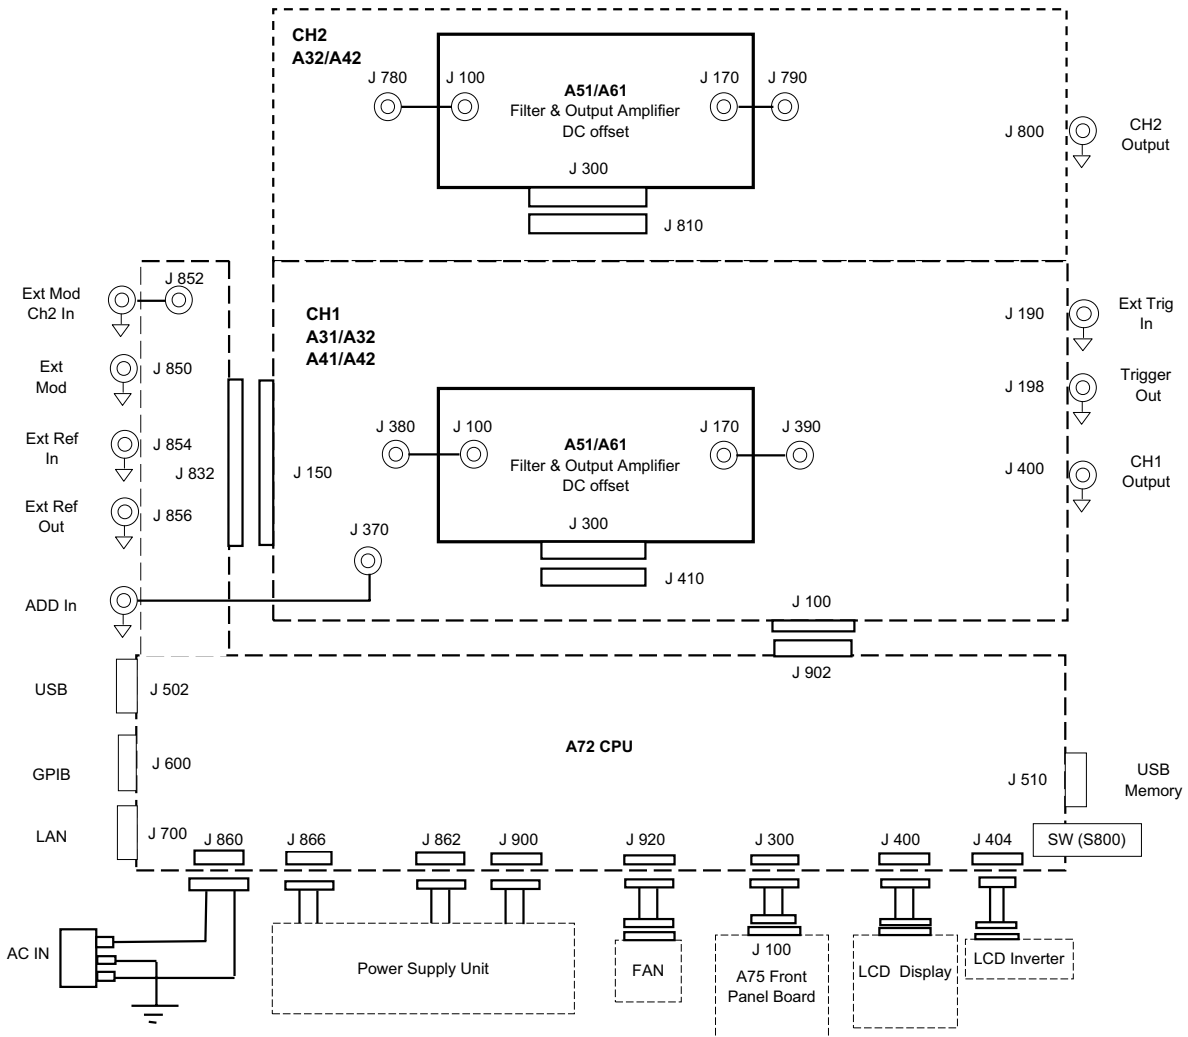 CH2
A32/A42
J 780
J 100
A51/A61
Filter & Output Amplifier
DC offset
J 170
J 790
J 300
J 810
J 800
CH2
Output
Ext Mod
Ch2 In
J 852
Ext
Mod
J 850
Ext Ref
In
J 854
J 832
Ext Ref
Out
J 856
ADD In
J 150
CH1
A31/A32
A41/A42
J 380
J 100
A51/A61
Filter & Output Amplifier
DC offset
J 170
J 390
J 300
J 410
J 370
J 190
Ext Trig
In
J 198
Trigger
Out
J 400
CH1
Output
J 100
J 902
USB
J 502
GPIB
J 600
LAN
J 700
A72 CPU
J 510
USB
Memory
SW (S800)
J 860
J 866
J 862
J 900
J 920
J 300
J 400
J 404
AC IN
Power Supply Unit
FAN
J 100
A75 Front
Panel Board
LCD Display
LCD Inverter